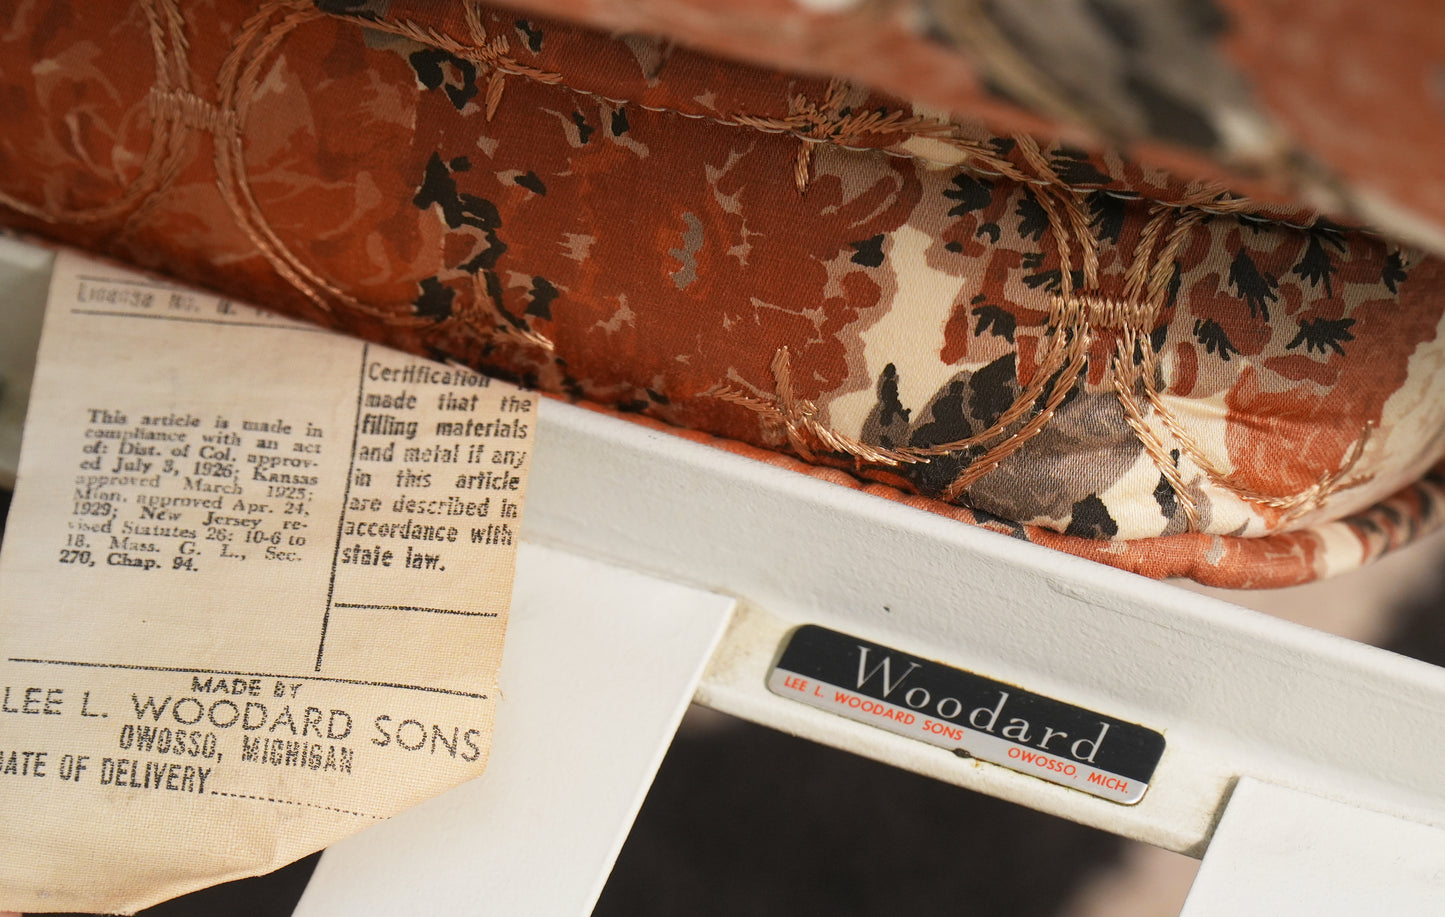 License No.
This article is made in
compliance with an act
of: Dist. of Col. approv-
ed July 3, 1926; Kansas
approved March 1925;
Minn. approved Apr. 24,
1929; New Jersey re-
vised Statutes 26: 10-6 to
18. Mass. G. L., Sec.
270, Chap. 94.
Certification
made that the
filling materials
and metal if any
in this article
are described in
accordance with
state law.
MADE BY
LEE L. WOODARD SONS
OWOSSO, MICHIGAN
DATE OF DELIVERY
Woodard
LEE L. WOODARD SONS OWOSSO, MICH.